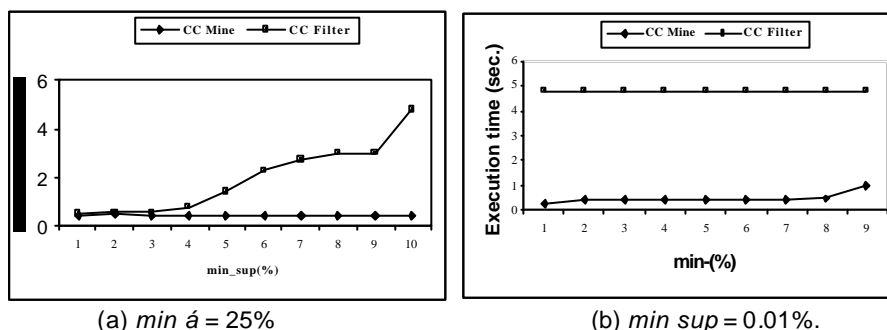 CC Mine CC Filter
6
4
2
0
1 2 3 4 5 6 7 8 9 10
min_sup(%)
(a) min á = 25%
CC Mine CC Filter
Execution time (sec.)
6
5
4
3
2
1
0
1 2 3 4 5 6 7 8 9
min-(%)
(b) min sup = 0.01%.